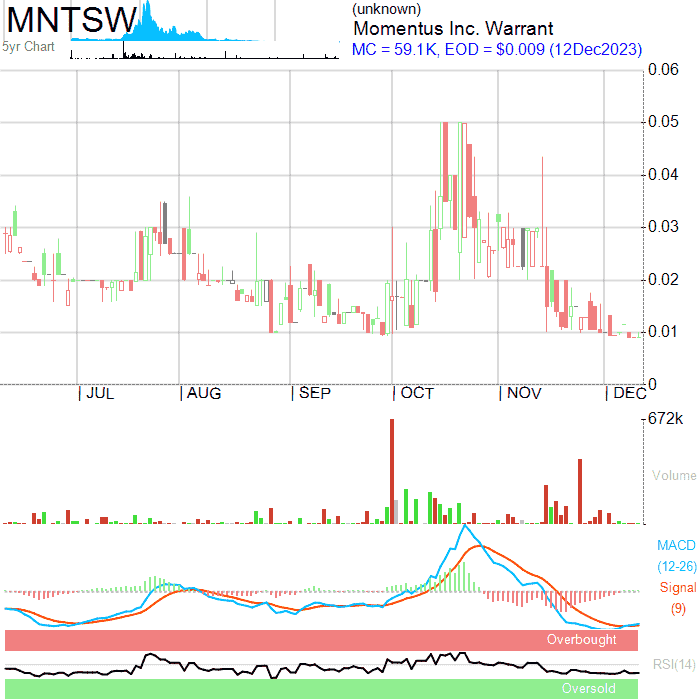 MNTSW
5yr Chart
(unknown)
Momentus Inc. Warrant
MC = 59.1K, EOD = $0.009 (12Dec2023)
0.06
0.05
0.04
0.03
0.02
0.01
0
JUL AUG SEP OCT NOV DEC
672k
Volume
MACD
(12-26)
Signal
(9)
Overbought
RSI(14)
Oversold